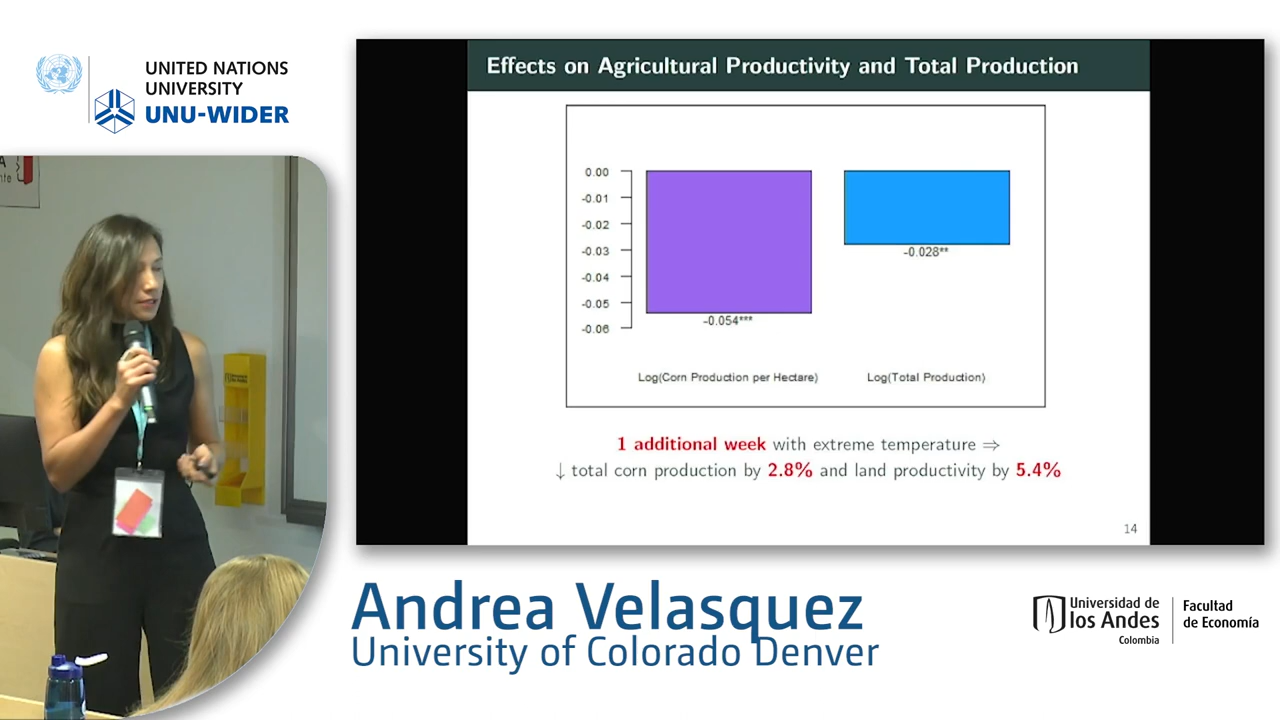 UNITED NATIONS
UNIVERSITY
UNU-WIDER
A
nte
Effects on Agricultural Productivity and Total Production
0.00
-0.01
-0.02
-0.03
-0.04
-0.05
-0.06
-0.054***
-0.028**
Log(Corn Production per Hectare)
Log(Total Production)
1 additional week with extreme temperature ⇒
↓ total corn production by 2.8% and land productivity by 5.4%
14
Andrea Velasquez
University of Colorado Denver
Universidad de
los Andes
Colombia
Facultad
de Economía